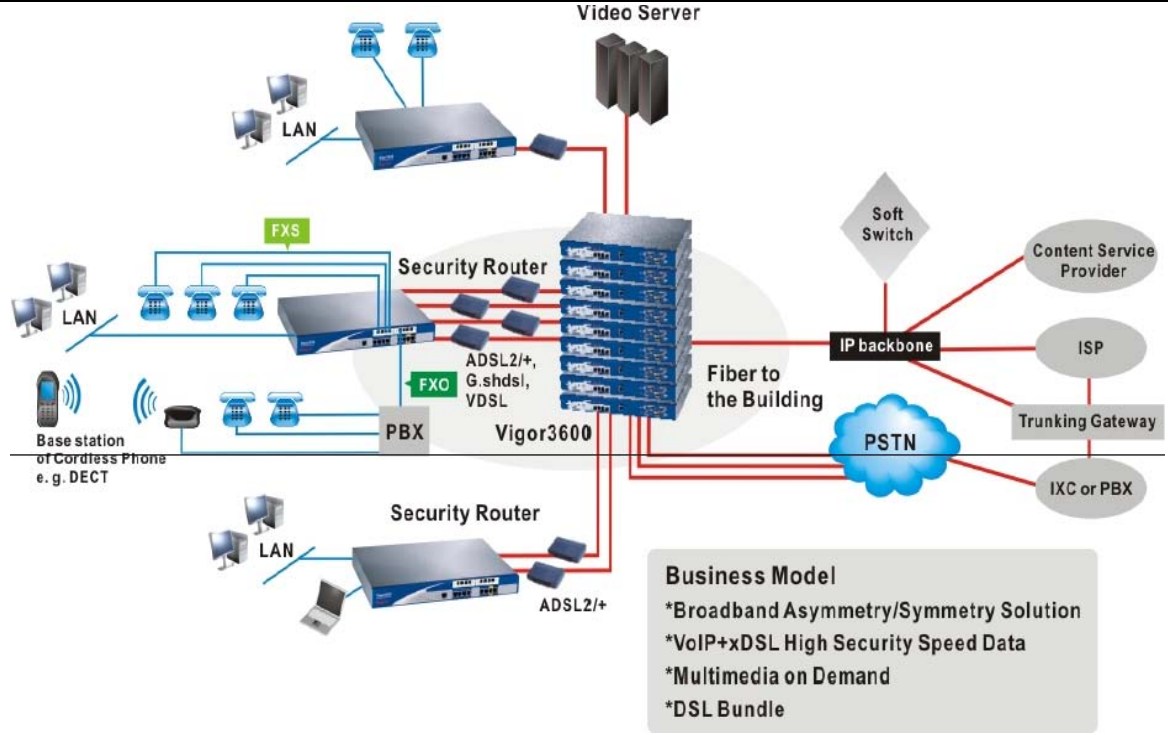 Video Server
LAN
FXS
Security Router
LAN
ADSL2/+,
G.shdsl,
VDSL
FXO
PBX
Vigor3600
Base station
of Cordless Phone
e. g. DECT
Fiber to
the Building
Soft
Switch
Content Service
Provider
IP backbone
ISP
Trunking Gateway
PSTN
IXC or PBX
Security Router
LAN
ADSL2/+
Business Model
*Broadband Asymmetry/Symmetry Solution
*VoIP+xDSL High Security Speed Data
*Multimedia on Demand
*DSL Bundle